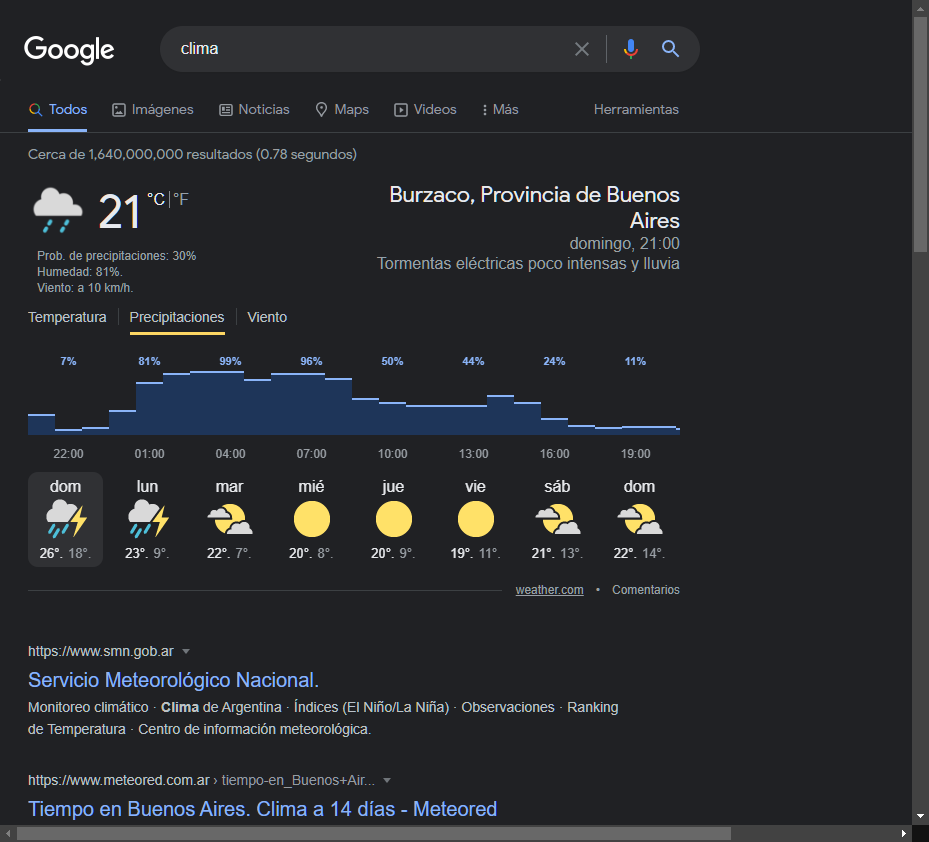 Google
clima
Todos Imágenes Noticias Maps Videos Más Herramientas
Cerca de 1,640,000,000 resultados (0.78 segundos)
21 °C | °F
Prob. de precipitaciones: 30%
Humedad: 81%.
Viento: a 10 km/h.
Burzaco, Provincia de Buenos
Aires
domingo, 21:00
Tormentas eléctricas poco intensas y lluvia
Temperatura Precipitaciones Viento
7% 81% 99% 96% 50% 44% 24% 11%
22:00 01:00 04:00 07:00 10:00 13:00 16:00 19:00
dom lun mar mié jue vie sáb dom
26°. 18°. 23°. 9°. 22°. 7°. 20°. 8°. 20°. 9°. 19°. 11°. 21°. 13°. 22°. 14°.
weather.com • Comentarios
https://www.smn.gob.ar
Servicio Meteorológico Nacional.
Monitoreo climático · Clima de Argentina · Índices (El Niño/La Niña) · Observaciones · Ranking
de Temperatura · Centro de información meteorológica.
https://www.meteored.com.ar › tiempo-en_Buenos+Air...
Tiempo en Buenos Aires. Clima a 14 días - Meteored